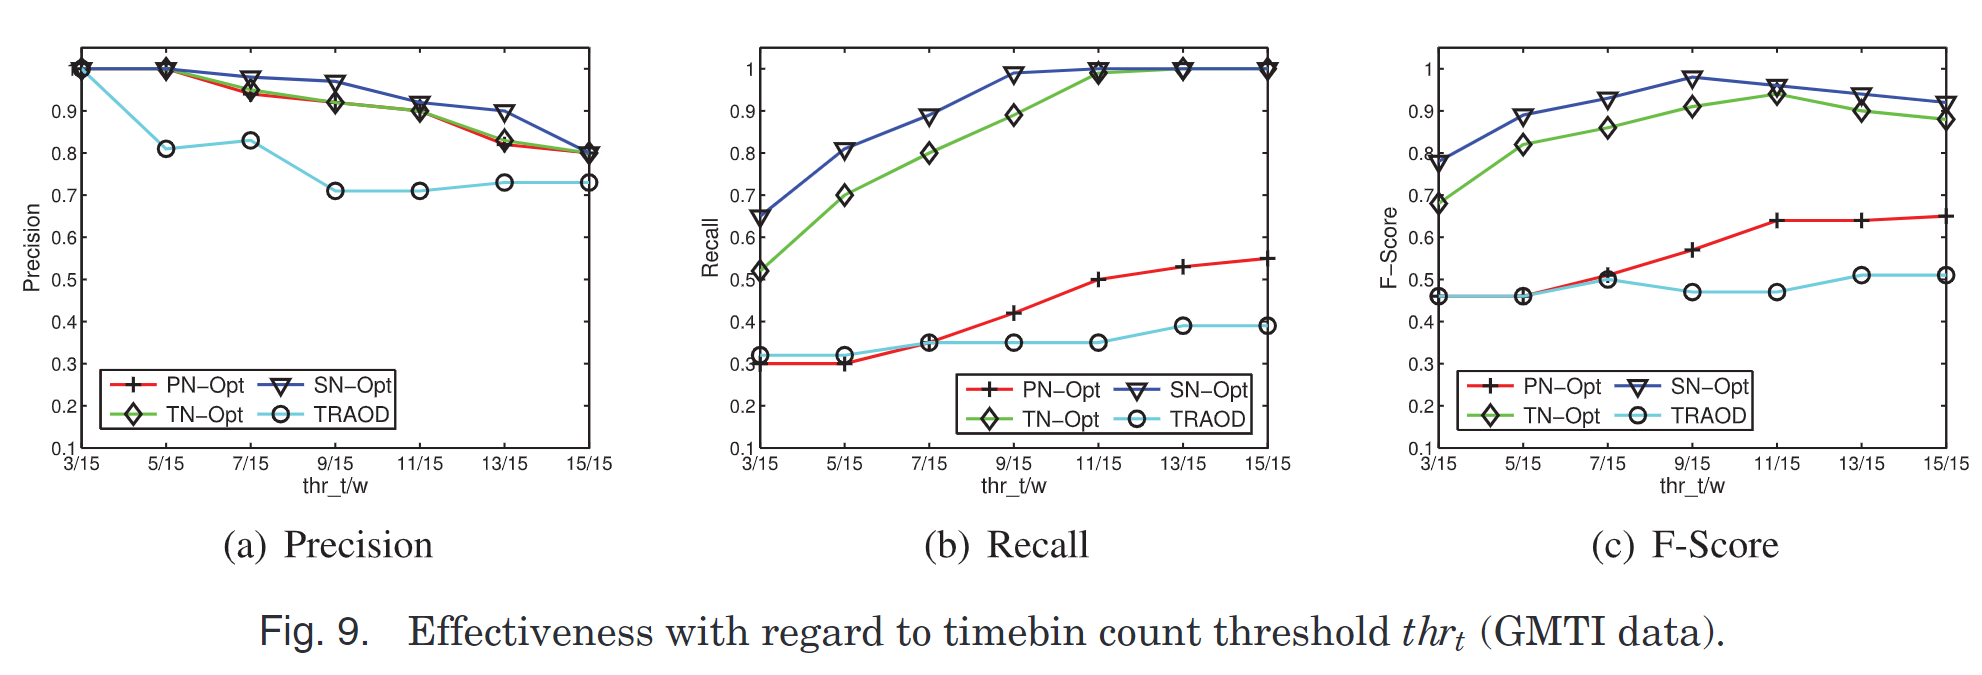 1
0.9
0.8
0.7
0.6
0.5
0.4
0.3
0.2
0.1
Precision
3/15 5/15 7/15 9/15 11/15 13/15 15/15
thr_t/w
PN-Opt SN-Opt
TN-Opt TRAOD
(a) Precision
1
0.9
0.8
0.7
0.6
0.5
0.4
0.3
0.2
0.1
Recall
3/15 5/15 7/15 9/15 11/15 13/15 15/15
thr_t/w
PN-Opt SN-Opt
TN-Opt TRAOD
(b) Recall
1
0.9
0.8
0.7
0.6
0.5
0.4
0.3
0.2
0.1
F-Score
3/15 5/15 7/15 9/15 11/15 13/15 15/15
thr_t/w
PN-Opt SN-Opt
TN-Opt TRAOD
(c) F-Score
Fig. 9. Effectiveness with regard to timebin count threshold thr_t (GMTI data).